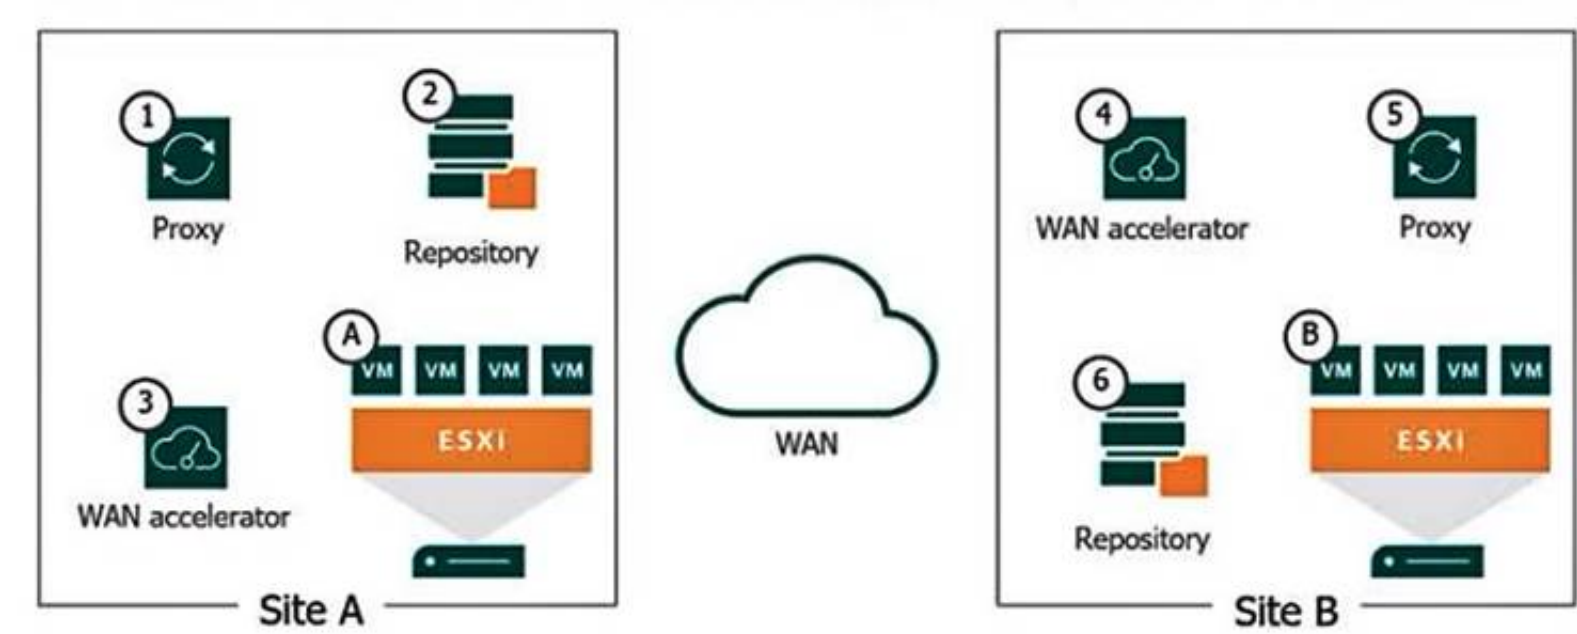 1
Proxy
2
Repository
3
WAN accelerator
A
VM VM VM VM
ESXi
Site A
WAN
4
WAN accelerator
5
Proxy
6
Repository
B
VM VM VM VM
ESXi
Site B